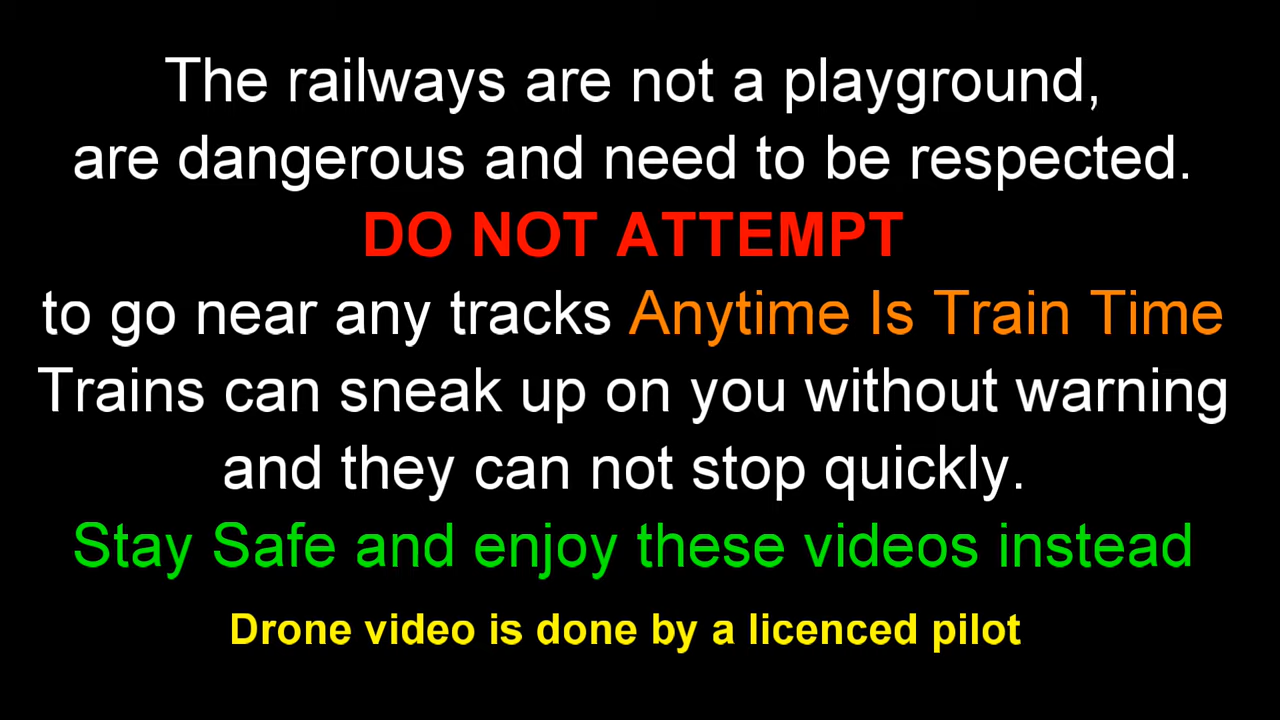 The railways are not a playground,
are dangerous and need to be respected.
DO NOT ATTEMPT
to go near any tracks Anytime Is Train Time
Trains can sneak up on you without warning
and they can not stop quickly.
Stay Safe and enjoy these videos instead
Drone video is done by a licenced pilot